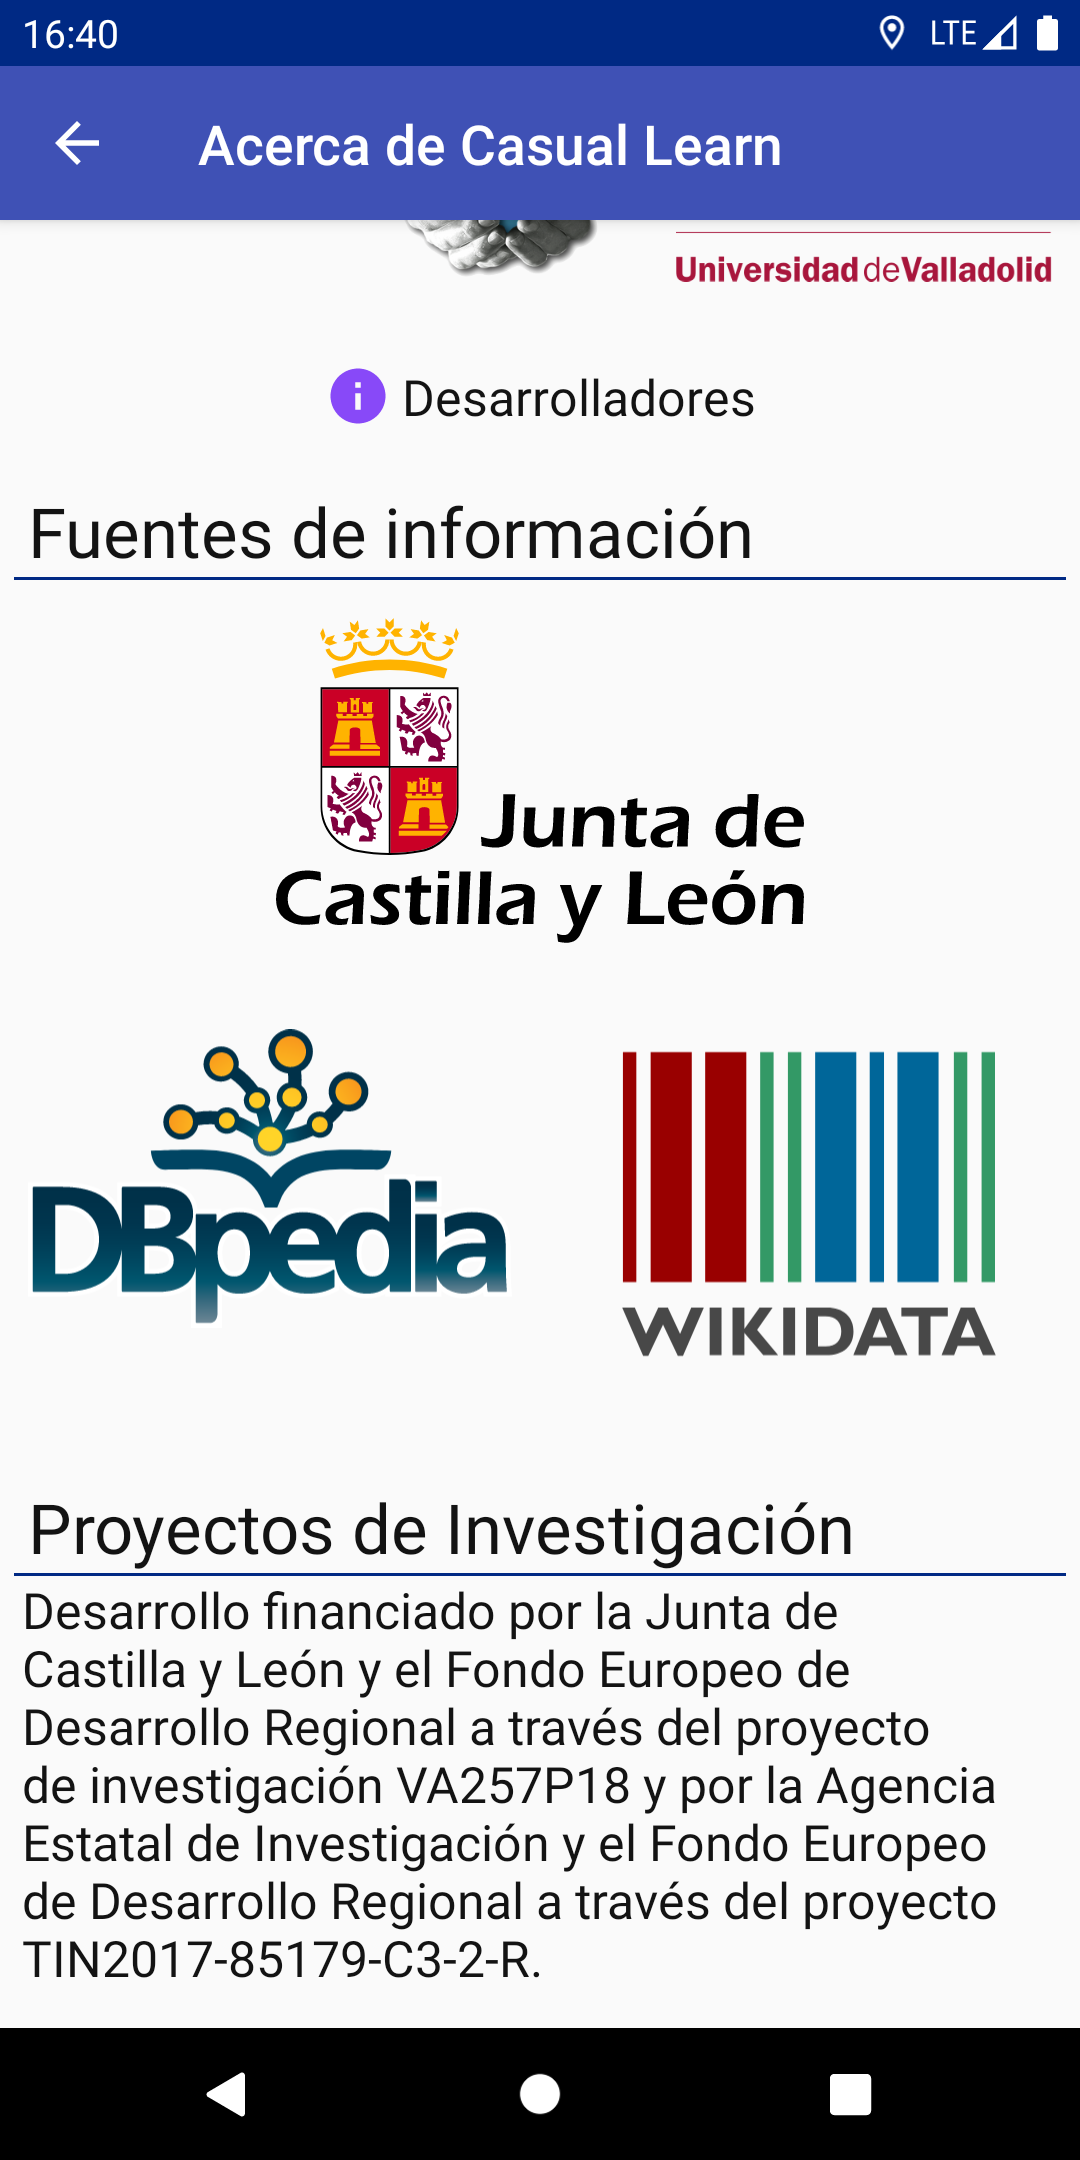 16:40
LTE
Acerca de Casual Learn
Universidad de Valladolid
Desarrolladores
Fuentes de información
Junta de
Castilla y León
DBpedia
WIKIDATA
Proyectos de Investigación
Desarrollo financiado por la Junta de
Castilla y León y el Fondo Europeo de
Desarrollo Regional a través del proyecto
de investigación VA257P18 y por la Agencia
Estatal de Investigación y el Fondo Europeo
de Desarrollo Regional a través del proyecto
TIN2017-85179-C3-2-R.